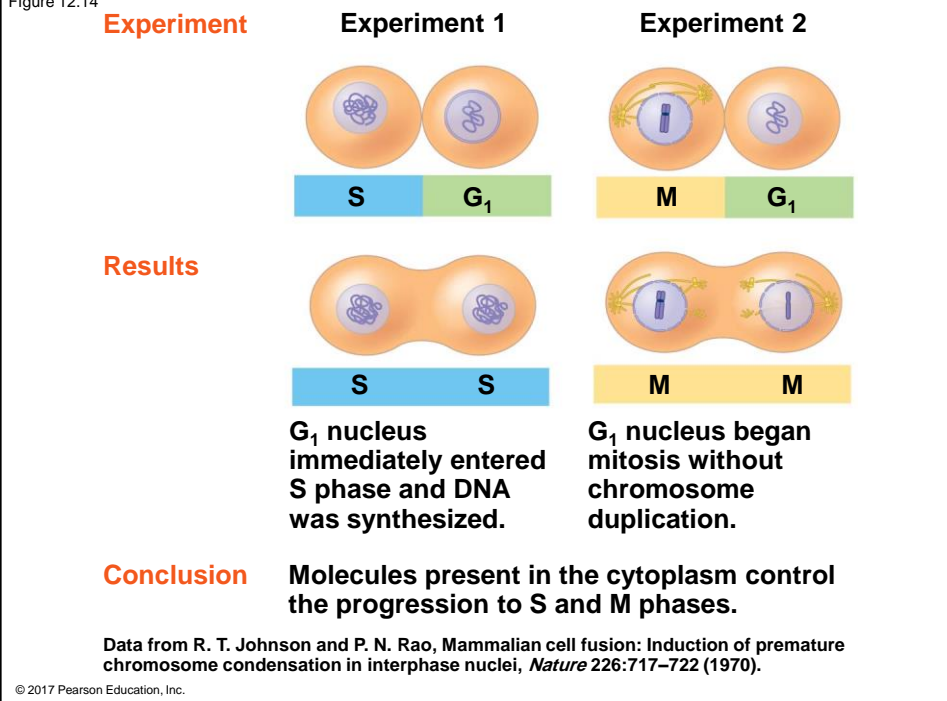 Figure 12.14
Experiment Experiment 1 Experiment 2
S G₁ M G₁
Results
S S M M
G₁ nucleus
immediately entered
S phase and DNA
was synthesized.
G₁ nucleus began
mitosis without
chromosome
duplication.
Conclusion Molecules present in the cytoplasm control
the progression to S and M phases.
Data from R. T. Johnson and P. N. Rao, Mammalian cell fusion: Induction of premature
chromosome condensation in interphase nuclei, Nature 226:717–722 (1970).
© 2017 Pearson Education, Inc.